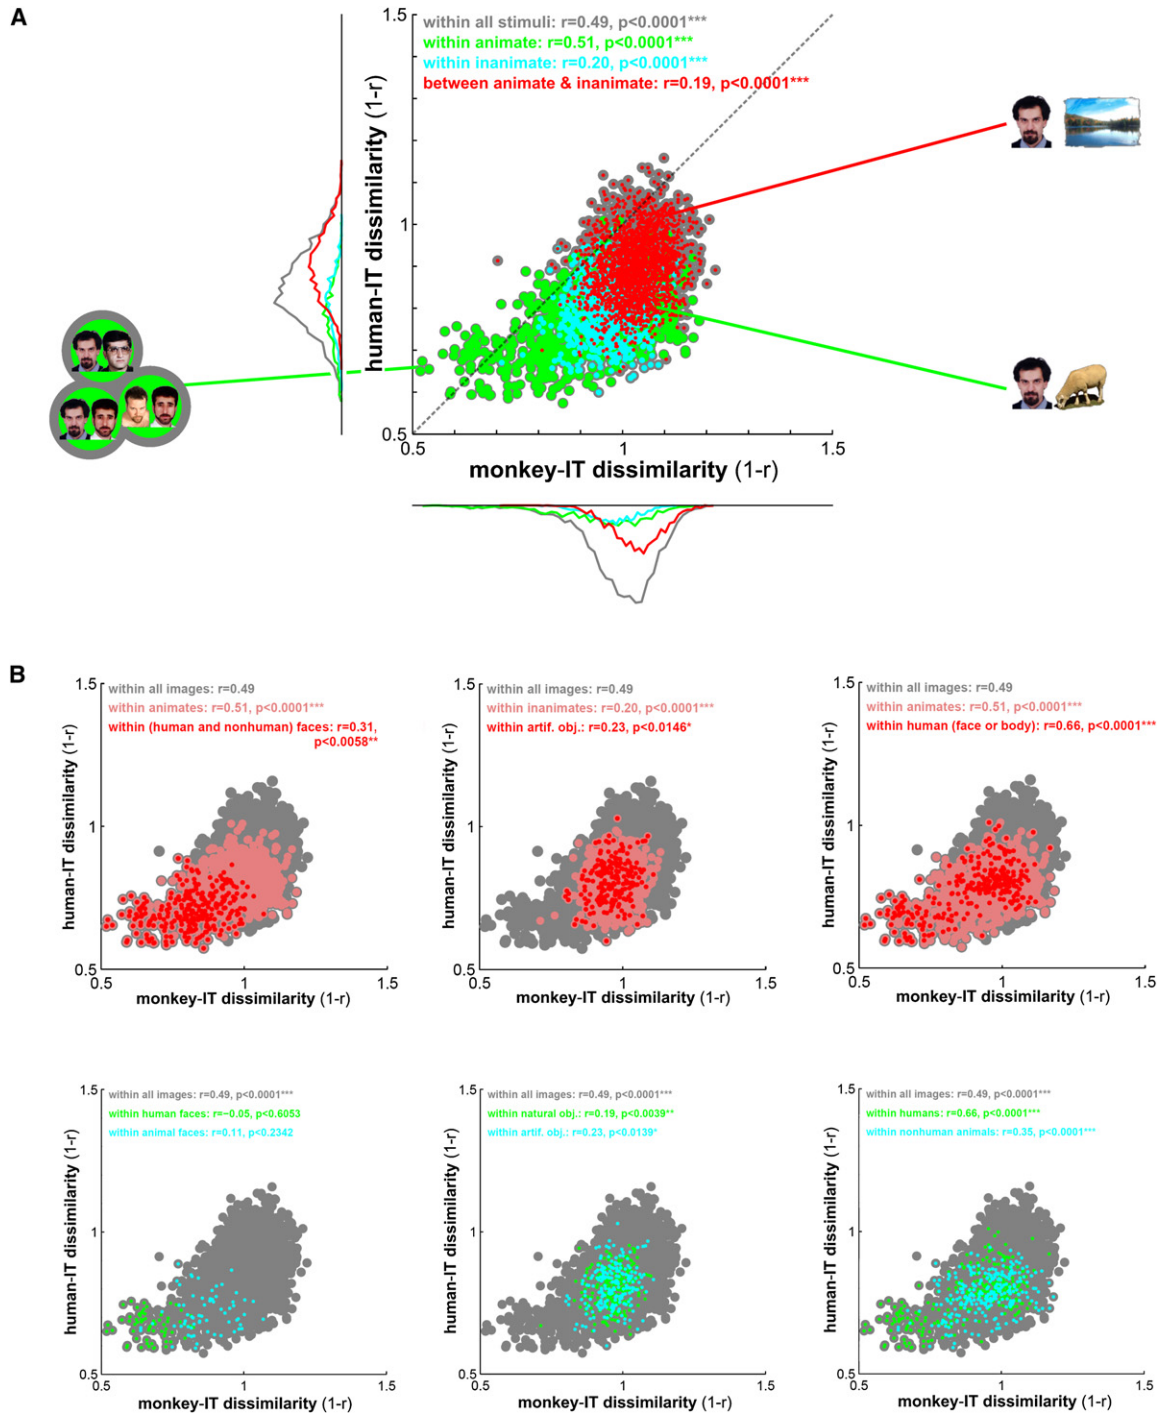 A
within all stimuli: r=0.49, p<0.0001***
within animate: r=0.51, p<0.0001***
within inanimate: r=0.20, p<0.0001***
between animate & inanimate: r=0.19, p<0.0001***
human-IT dissimilarity (1-r)
1.5
1
0.5
0.5
1
1.5
monkey-IT dissimilarity (1-r)
B
within all images: r=0.49
within animates: r=0.51, p<0.0001***
within (human and nonhuman) faces: r=0.31,
p<0.0058**
human-IT dissimilarity (1-r)
1.5
1
0.5
0.5
1
1.5
monkey-IT dissimilarity (1-r)
within all images: r=0.49
within inanimates: r=0.20, p<0.0001***
within artif. obj.: r=0.23, p<0.0146*
human-IT dissimilarity (1-r)
1.5
1
0.5
0.5
1
1.5
monkey-IT dissimilarity (1-r)
within all images: r=0.49
within animates: r=0.51, p<0.0001***
within human (face or body): r=0.66, p<0.0001***
human-IT dissimilarity (1-r)
1.5
1
0.5
0.5
1
1.5
monkey-IT dissimilarity (1-r)
within all images: r=0.49, p<0.0001***
within human faces: r=−0.05, p<0.6053
within animal faces: r=0.11, p<0.2342
human-IT dissimilarity (1-r)
1.5
1
0.5
0.5
1
1.5
monkey-IT dissimilarity (1-r)
within all images: r=0.49, p<0.0001***
within natural obj.: r=0.19, p<0.0039**
within artif. obj.: r=0.23, p<0.0139*
human-IT dissimilarity (1-r)
1.5
1
0.5
0.5
1
1.5
monkey-IT dissimilarity (1-r)
within all images: r=0.49, p<0.0001***
within humans: r=0.66, p<0.0001***
within nonhuman animals: r=0.35, p<0.0001***
human-IT dissimilarity (1-r)
1.5
1
0.5
0.5
1
1.5
monkey-IT dissimilarity (1-r)